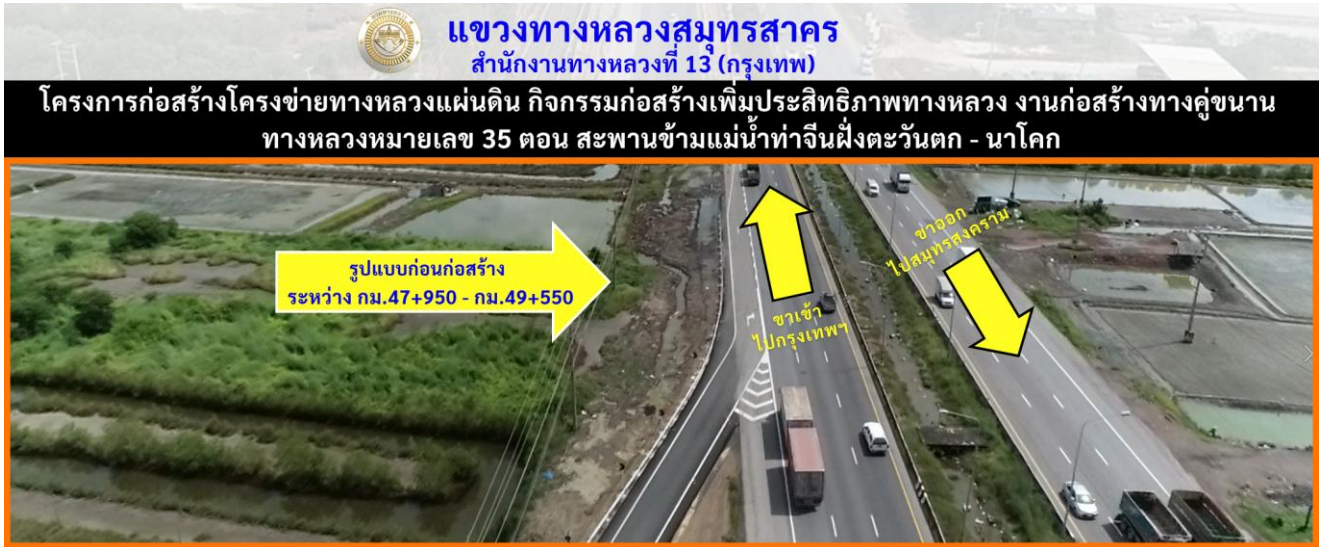 แขวงทางหลวงสมุทรสาคร
สำนักงานทางหลวงที่ 13 (กรุงเทพ)
โครงการก่อสร้างโครงข่ายทางหลวงแผ่นดิน กิจกรรมก่อสร้างเพิ่มประสิทธิภาพทางหลวง งานก่อสร้างทางคู่ขนาน
ทางหลวงหมายเลข 35 ตอน สะพานข้ามแม่น้ำท่าจีนฝั่งตะวันตก - นาโคก
รูปแบบก่อนก่อสร้าง
ระหว่าง กม.47+950 - กม.49+550
ขาเข้า
ไปกรุงเทพฯ
ขาออก
ไปสมุทรสงคราม